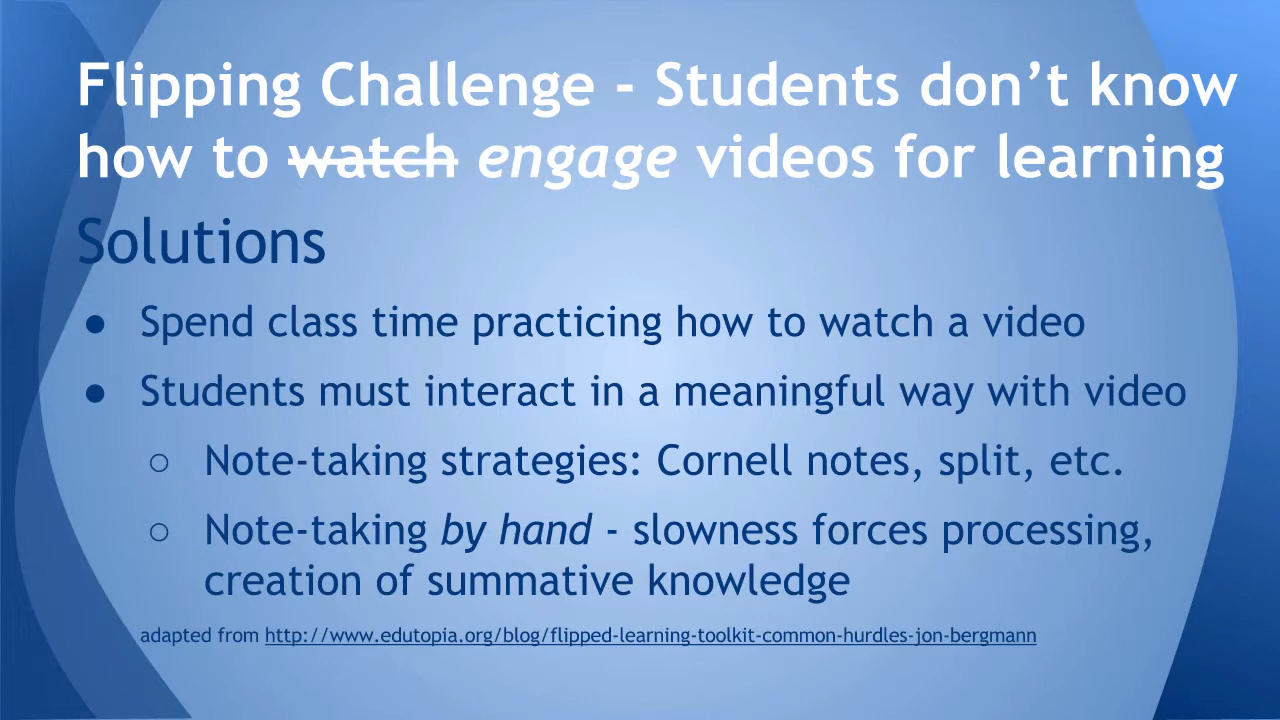 Flipping Challenge - Students don’t know
how to watch engage videos for learning
Solutions
● Spend class time practicing how to watch a video
● Students must interact in a meaningful way with video
○ Note-taking strategies: Cornell notes, split, etc.
○ Note-taking by hand - slowness forces processing,
creation of summative knowledge
adapted from http://www.edutopia.org/blog/flipped-learning-toolkit-common-hurdles-jon-bergmann